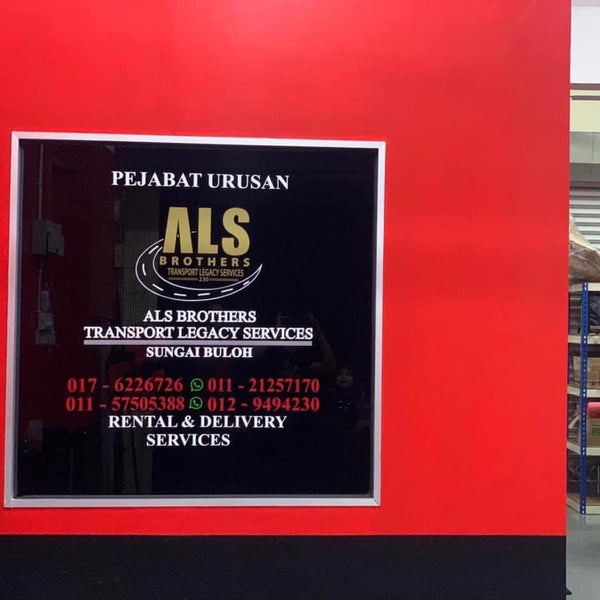 PEJABAT URUSAN
ALS
BROTHERS
TRANSPORT LEGACY SERVICES
230
ALS BROTHERS
TRANSPORT LEGACY SERVICES
SUNGAI BULOH
017 - 6226726 011 - 21257170
011 - 57505388 012 - 9494230
RENTAL & DELIVERY
SERVICES